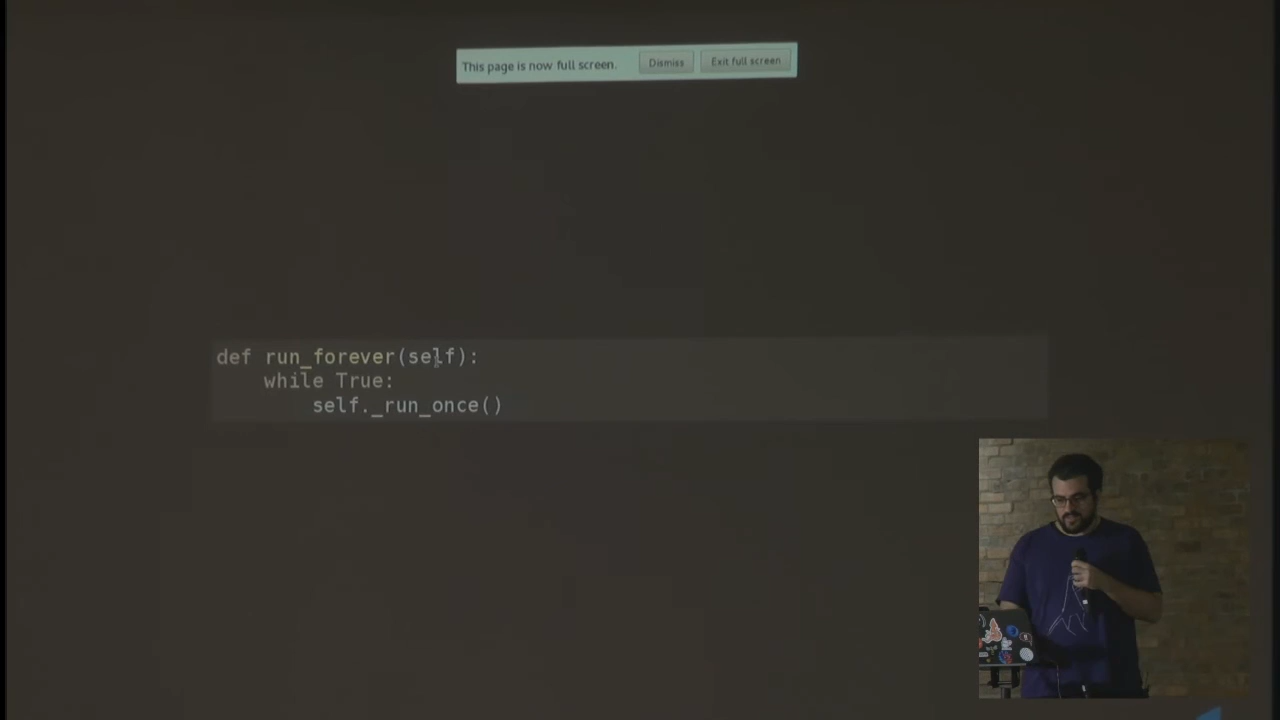 This page is now full screen. Dismiss Exit full screen
def run_forever(self):
    while True:
        self._run_once()